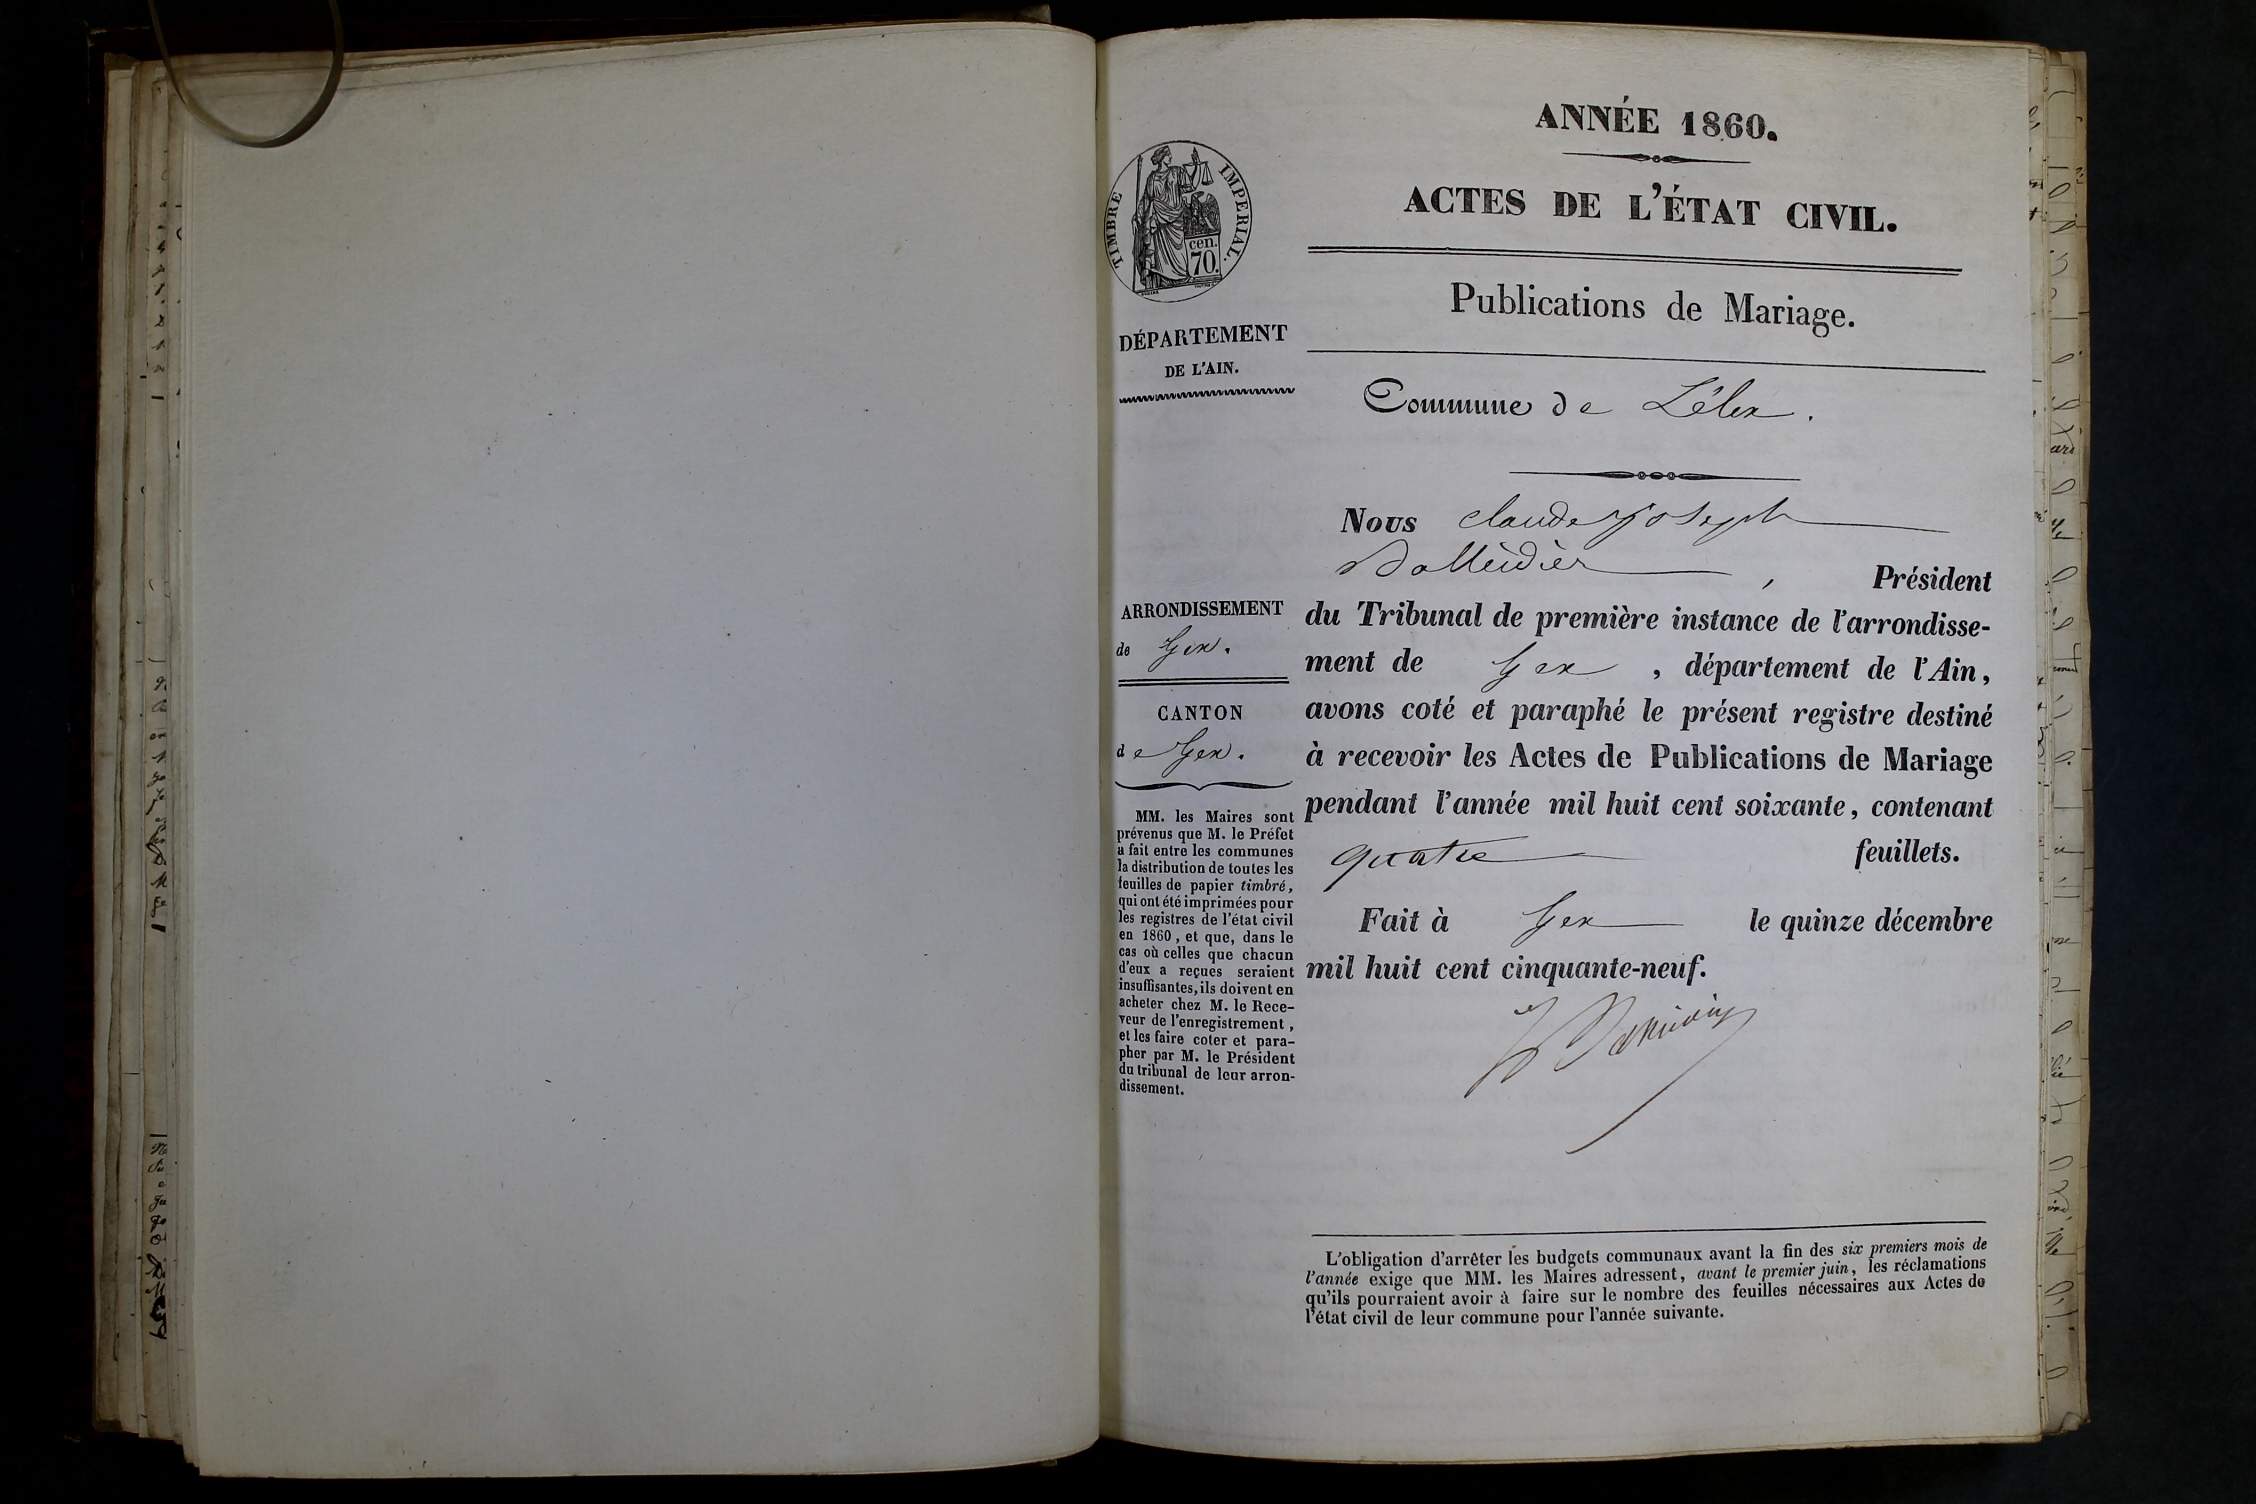 ANNÉE 1860.
ACTES DE L'ÉTAT CIVIL.
Publications de Mariage.
Commune de Lélex.
TIMBRE IMPERIAL.
cen.
70.
DÉPARTEMENT
DE L'AIN.
ARRONDISSEMENT
de Gex.
CANTON
de Gex.
MM. les Maires sont
prévenus que M. le Préfet
a fait entre les communes
la distribution de toutes les
feuilles de papier timbré,
qui ont été imprimées pour
les registres de l'état civil
en 1860, et que, dans le
cas où celles que chacun
d'eux a reçues seraient
insuffisantes, ils doivent en
acheter chez M. le Rece-
veur de l'enregistrement,
et les faire coter et para-
pher par M. le Président
du tribunal de leur arron-
dissement.
Nous Claude Joseph
, Président
du Tribunal de première instance de l'arrondisse-
ment de Gex, département de l'Ain,
avons coté et paraphé le présent registre destiné
à recevoir les Actes de Publications de Mariage
pendant l'année mil huit cent soixante, contenant
quatre feuillets.
Fait à Gex le quinze décembre
mil huit cent cinquante-neuf.
L'obligation d'arrêter les budgets communaux avant la fin des six premiers mois de
l'année exige que MM. les Maires adressent, avant le premier juin, les réclamations
qu'ils pourraient avoir à faire sur le nombre des feuilles nécessaires aux Actes de
l'état civil de leur commune pour l'année suivante.